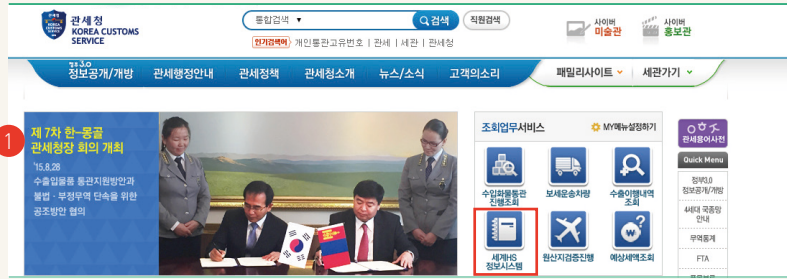 관세청
KOREA CUSTOMS
SERVICE
통합검색 ▼
검색
직원검색
인기검색어 개인통관고유번호 | 관세 | 세관 | 관세청
사이버
미술관
사이버
홍보관
정부3.0
정보공개/개방
관세행정안내
관세정책
관세청소개
뉴스/소식
고객의소리
패밀리사이트
세관가기
1
제 7차 한-몽골
관세청장 회의 개최
'15.8.28
수출입물품 통관지원방안과
불법 · 부정무역 단속을 위한
공조방안 협의
조회업무서비스
MY메뉴설정하기
수입화물통관
진행조회
보세운송차량
수출이행내역
조회
세계HS
정보시스템
원산지검증진행
예상세액조회
관세용어사전
Quick Menu
정부3.0
정보공개/개방
4세대 국종망
안내
무역통계
FTA